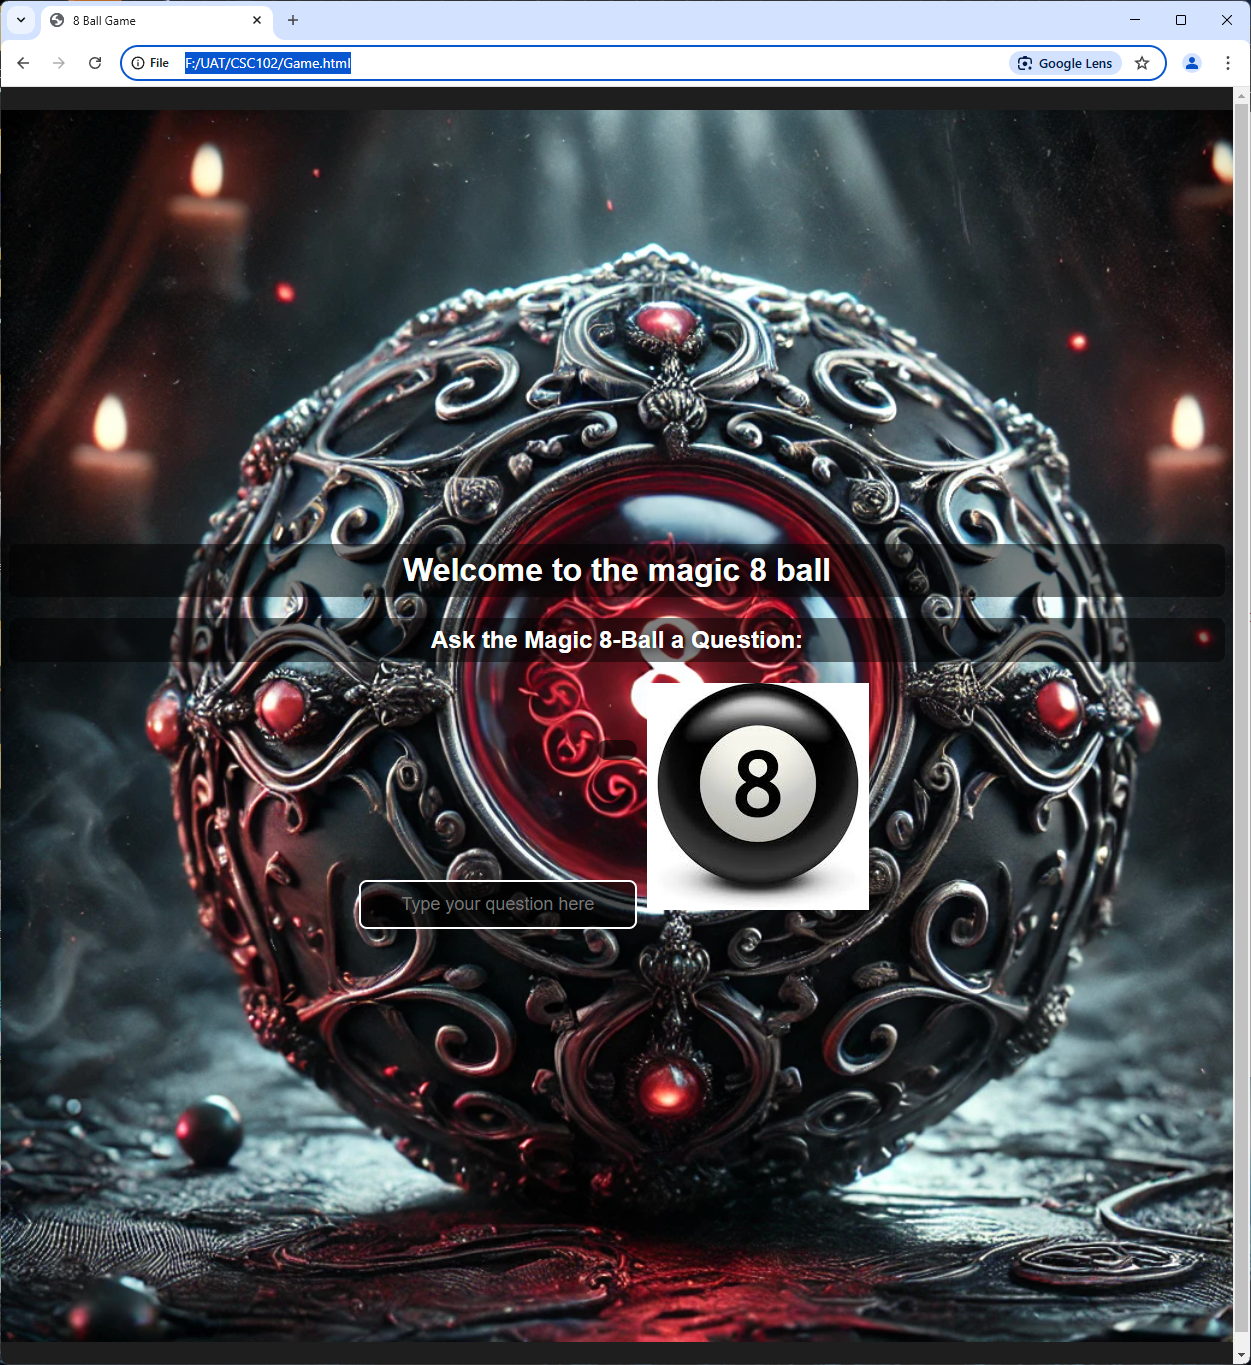 8 Ball Game
File
F:/UAT/CSC102/Game.html
Google Lens
Welcome to the magic 8 ball
Ask the Magic 8-Ball a Question:
8
8
Type your question here